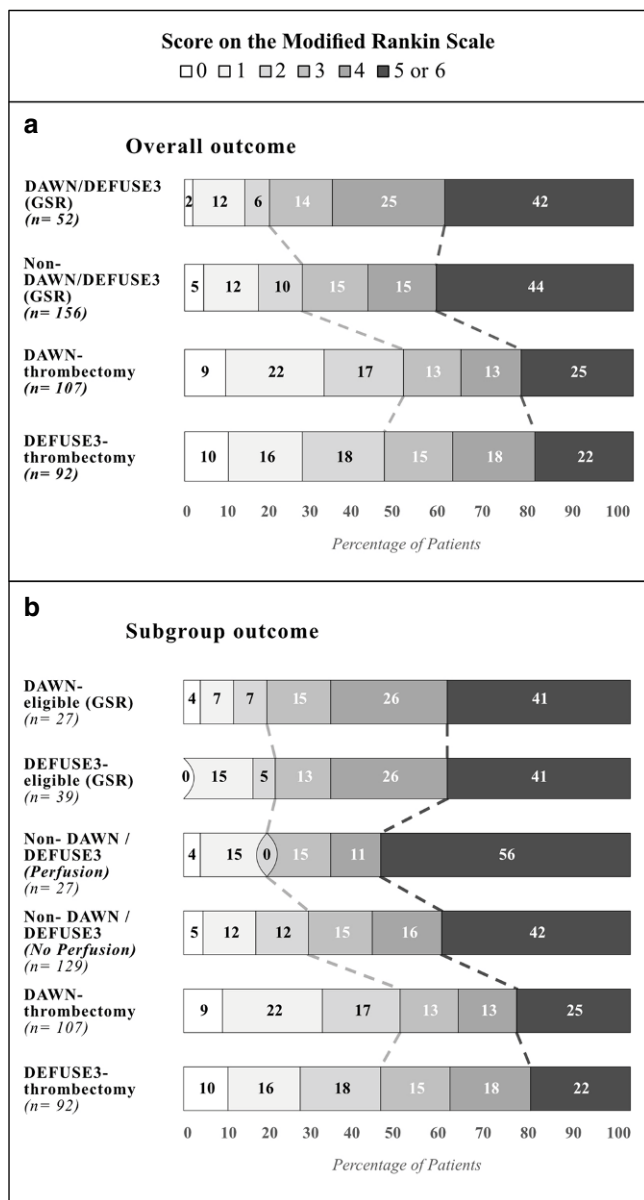 Score on the Modified Rankin Scale
0 1 2 3 4 5 or 6
a
Overall outcome
DAWN/DEFUSE3
(GSR)
(n= 52)
2 12 6 14 25 42
Non-
DAWN/DEFUSE3
(GSR)
(n= 156)
5 12 10 15 15 44
DAWN-
thrombectomy
(n= 107)
9 22 17 13 13 25
DEFUSE3-
thrombectomy
(n= 92)
10 16 18 15 18 22
0 10 20 30 40 50 60 70 80 90 100
Percentage of Patients
b
Subgroup outcome
DAWN-
eligible (GSR)
(n= 27)
4 7 7 15 26 41
DEFUSE3-
eligible (GSR)
(n= 39)
0 15 5 13 26 41
Non- DAWN /
DEFUSE3
(Perfusion)
(n= 27)
4 15 0 15 11 56
Non- DAWN /
DEFUSE3
(No Perfusion)
(n= 129)
5 12 12 15 16 42
DAWN-
thrombectomy
(n= 107)
9 22 17 13 13 25
DEFUSE3-
thrombectomy
(n= 92)
10 16 18 15 18 22
0 10 20 30 40 50 60 70 80 90 100
Percentage of Patients